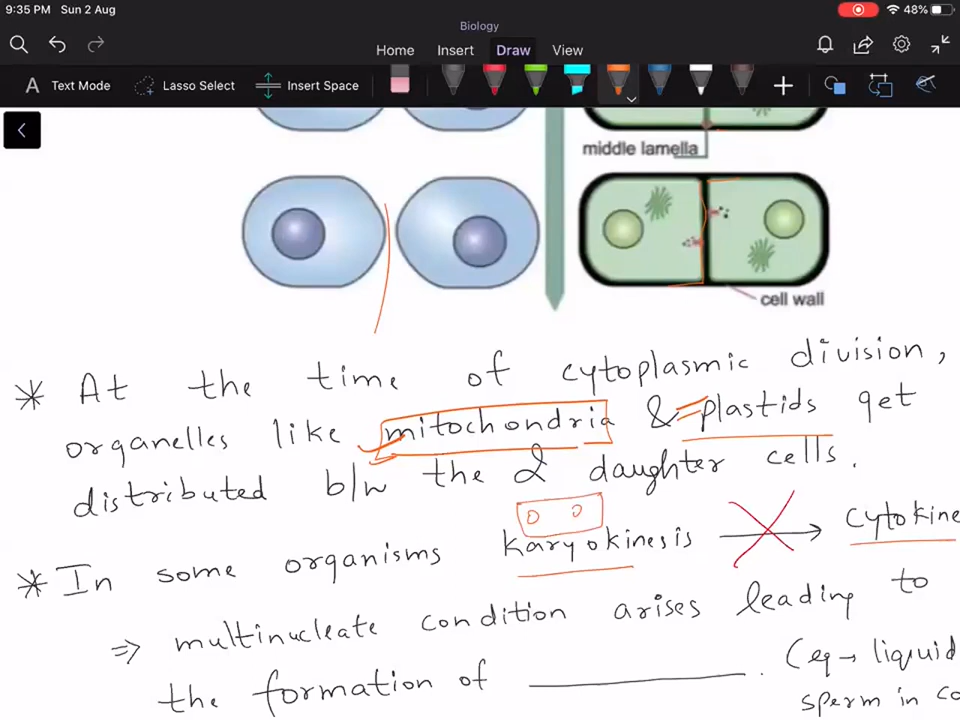 9:35 PM Sun 2 Aug
48%
Biology
Home Insert Draw View
Text Mode Lasso Select Insert Space
middle lamella
cell wall
* At the time of cytoplasmic division,
organelles like mitochondria & plastids get
distributed b/w the 2 daughter cells.
* In some organisms karyokinesis → cytokine
⇒ multinucleate condition arises leading to
the formation of ________. (eg → liquid
sperm in co